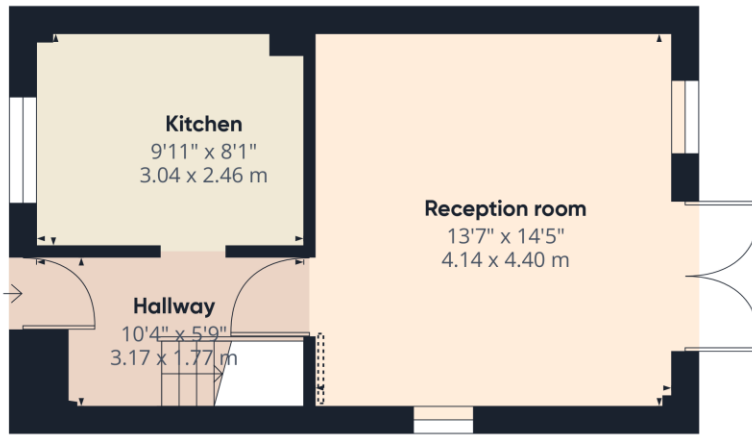 Kitchen
9'11" x 8'1"
3.04 x 2.46 m
Reception room
13'7" x 14'5"
4.14 x 4.40 m
Hallway
10'4" x 5'9"
3.17 x 1.77 m